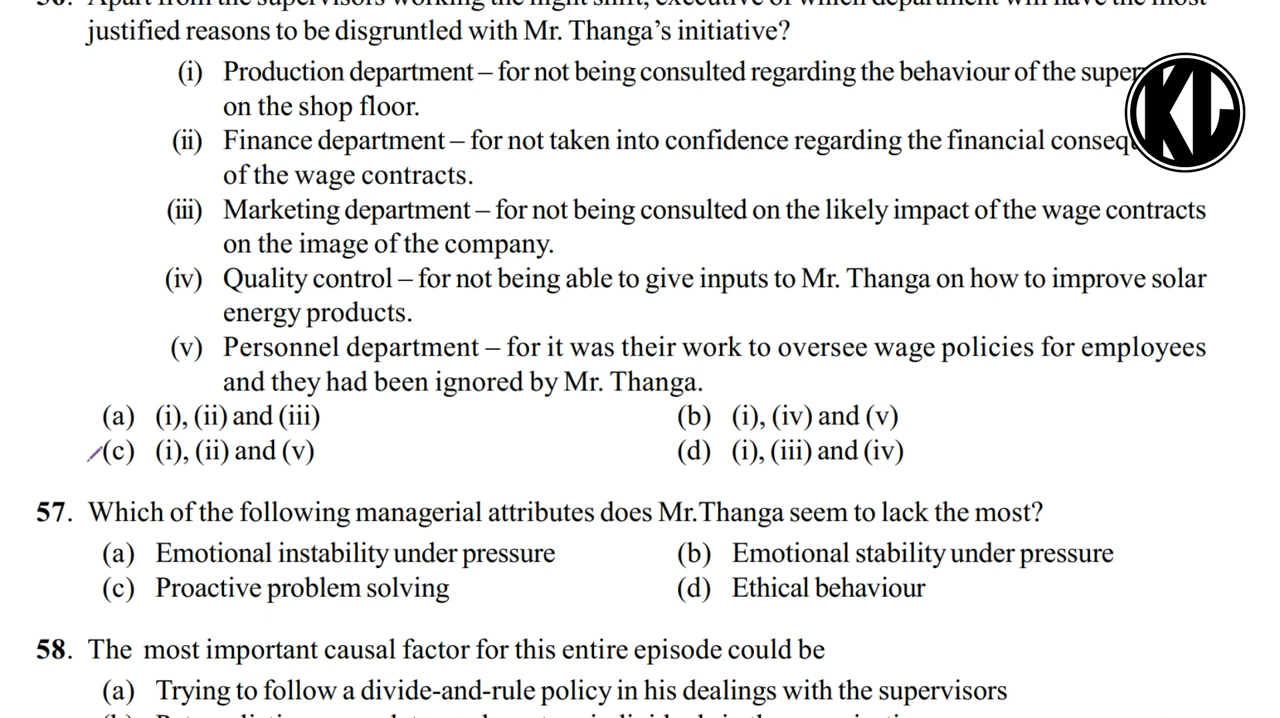 justified reasons to be disgruntled with Mr. Thanga's initiative?
(i) Production department – for not being consulted regarding the behaviour of the
on the shop floor.
KL
(ii) Finance department – for not taken into confidence regarding the financial
of the wage contracts.
(iii) Marketing department – for not being consulted on the likely impact of the wage contracts
on the image of the company.
(iv) Quality control – for not being able to give inputs to Mr. Thanga on how to improve solar
energy products.
(v) Personnel department – for it was their work to oversee wage policies for employees
and they had been ignored by Mr. Thanga.
(a) (i), (ii) and (iii) (b) (i), (iv) and (v)
(c) (i), (ii) and (v) (d) (i), (iii) and (iv)
57. Which of the following managerial attributes does Mr.Thanga seem to lack the most?
(a) Emotional instability under pressure (b) Emotional stability under pressure
(c) Proactive problem solving (d) Ethical behaviour
58. The most important causal factor for this entire episode could be
(a) Trying to follow a divide-and-rule policy in his dealings with the supervisors